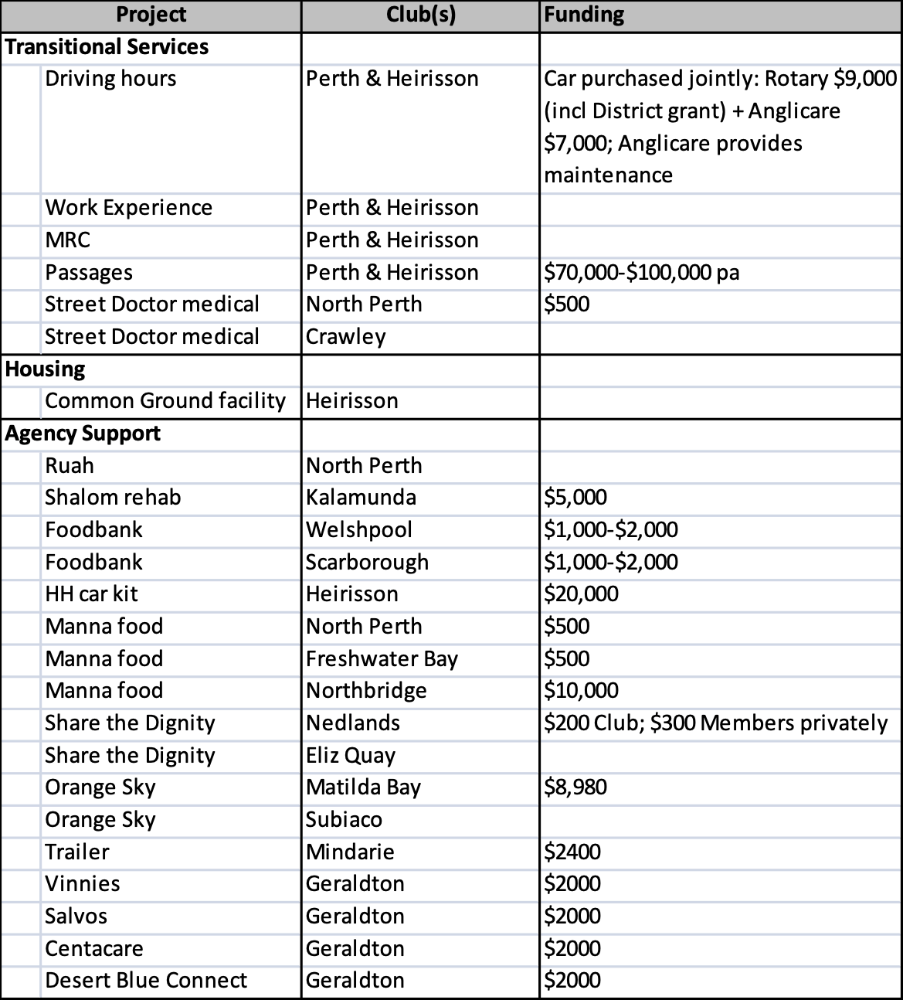 Project Club(s) Funding
Transitional Services
Driving hours Perth & Heirisson Car purchased jointly: Rotary $9,000
(incl District grant) + Anglicare
$7,000; Anglicare provides
maintenance
Work Experience Perth & Heirisson
MRC Perth & Heirisson
Passages Perth & Heirisson $70,000-$100,000 pa
Street Doctor medical North Perth $500
Street Doctor medical Crawley
Housing
Common Ground facility Heirisson
Agency Support
Ruah North Perth
Shalom rehab Kalamunda $5,000
Foodbank Welshpool $1,000-$2,000
Foodbank Scarborough $1,000-$2,000
HH car kit Heirisson $20,000
Manna food North Perth $500
Manna food Freshwater Bay $500
Manna food Northbridge $10,000
Share the Dignity Nedlands $200 Club; $300 Members privately
Share the Dignity Eliz Quay
Orange Sky Matilda Bay $8,980
Orange Sky Subiaco
Trailer Mindarie $2400
Vinnies Geraldton $2000
Salvos Geraldton $2000
Centacare Geraldton $2000
Desert Blue Connect Geraldton $2000